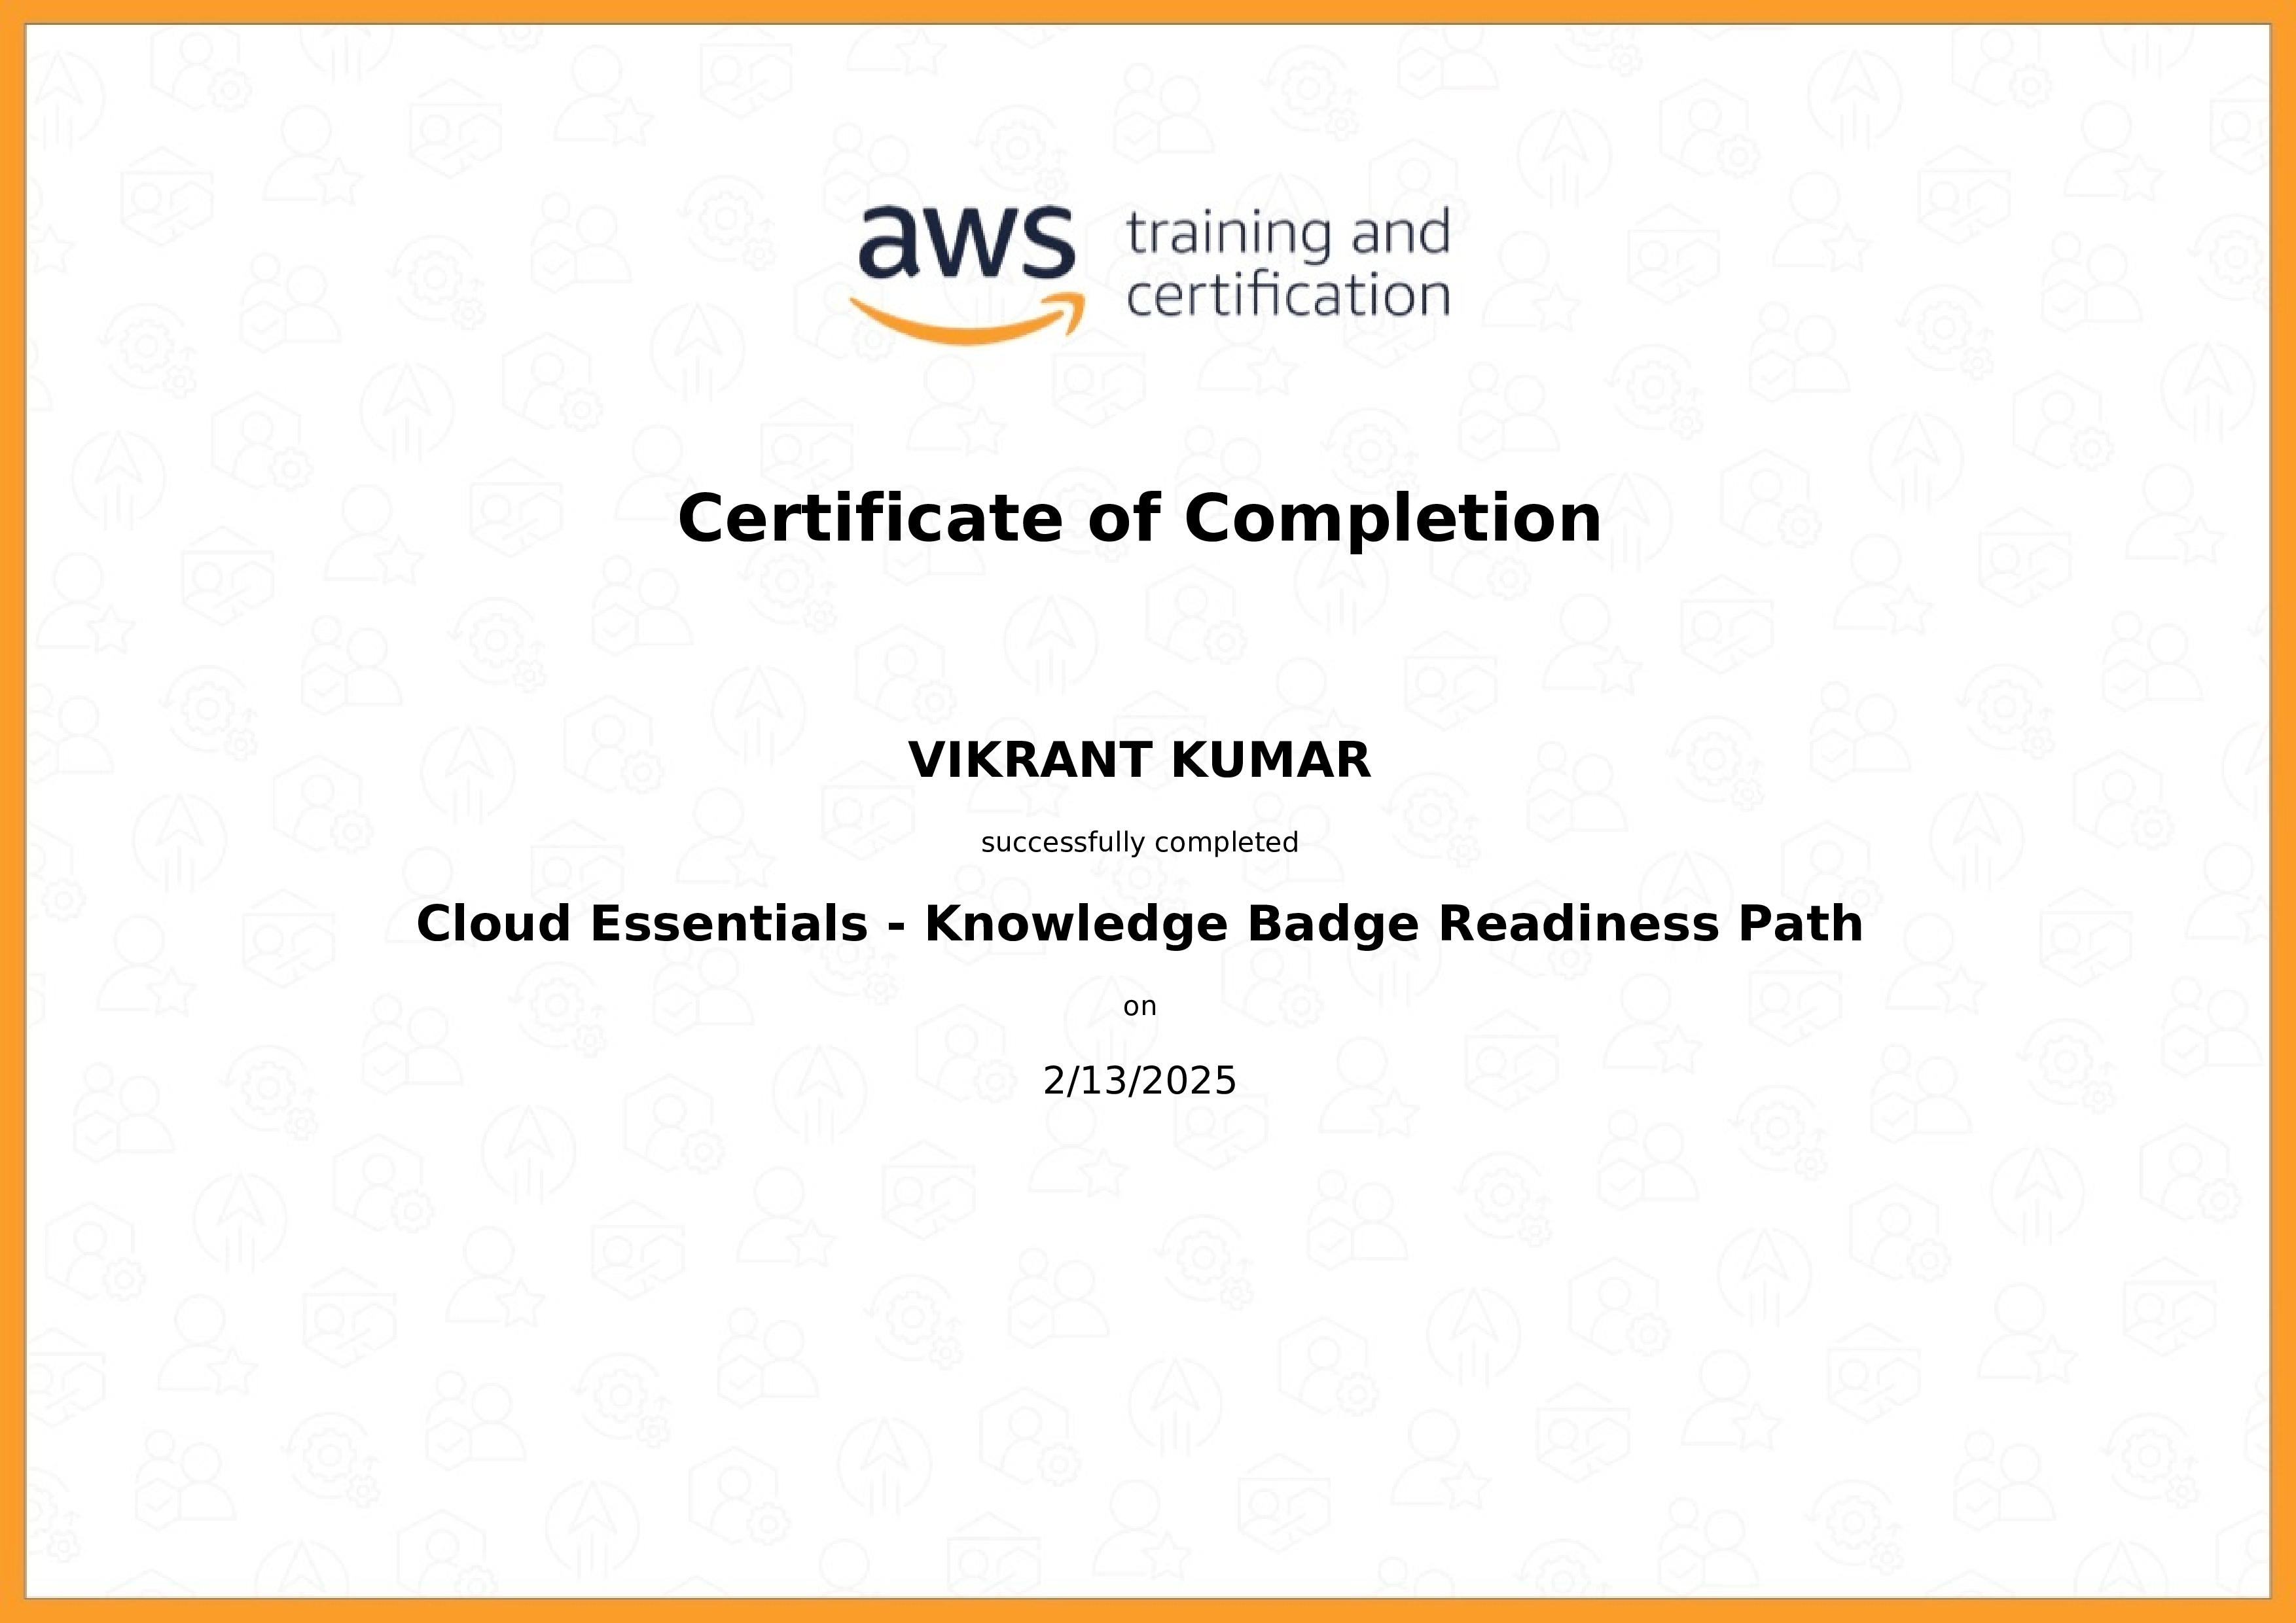 aws training and
certification
Certificate of Completion
VIKRANT KUMAR
successfully completed
Cloud Essentials - Knowledge Badge Readiness Path
on
2/13/2025